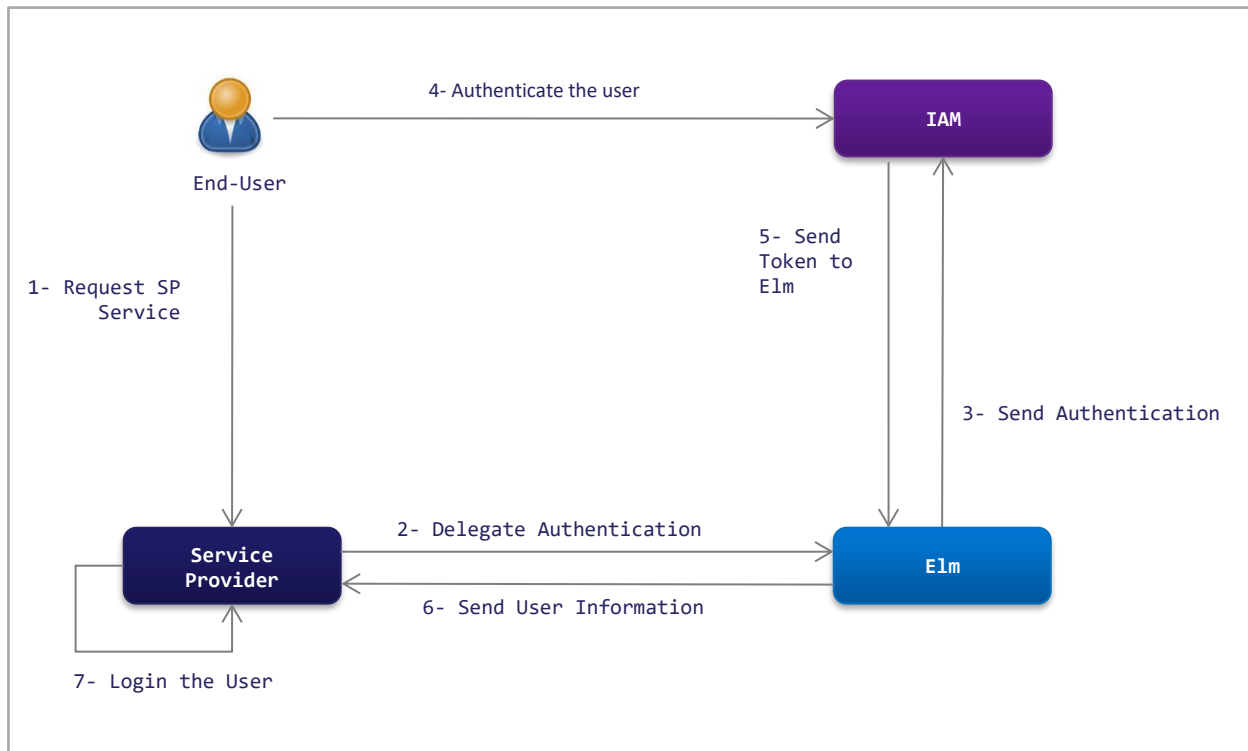 4- Authenticate the user
IAM
End-User
5- Send
Token to
Elm
1- Request SP
Service
3- Send Authentication
2- Delegate Authentication
Service
Provider
Elm
6- Send User Information
7- Login the User